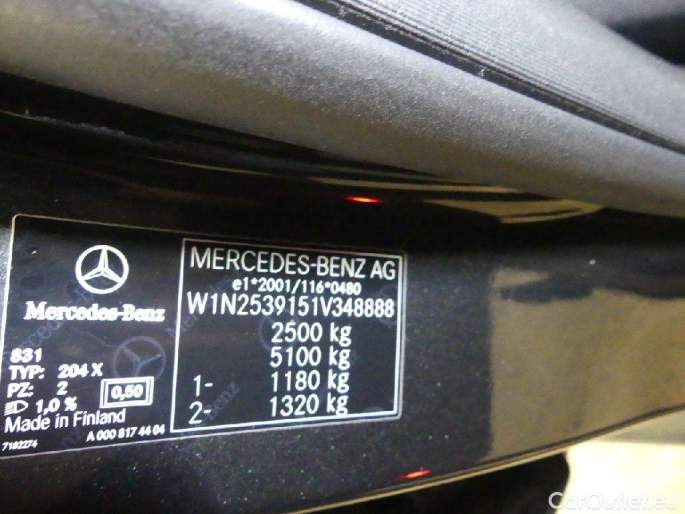 Mercedes-Benz
831
TYP: 204 X
PZ: 2
0,50
1,0 %
Made in Finland
7182274
A 000 817 44 04
MERCEDES-BENZ AG
e1*2001/116*0480
W1N2539151V348888
2500 kg
5100 kg
1- 1180 kg
2- 1320 kg
CarOutlet.eu